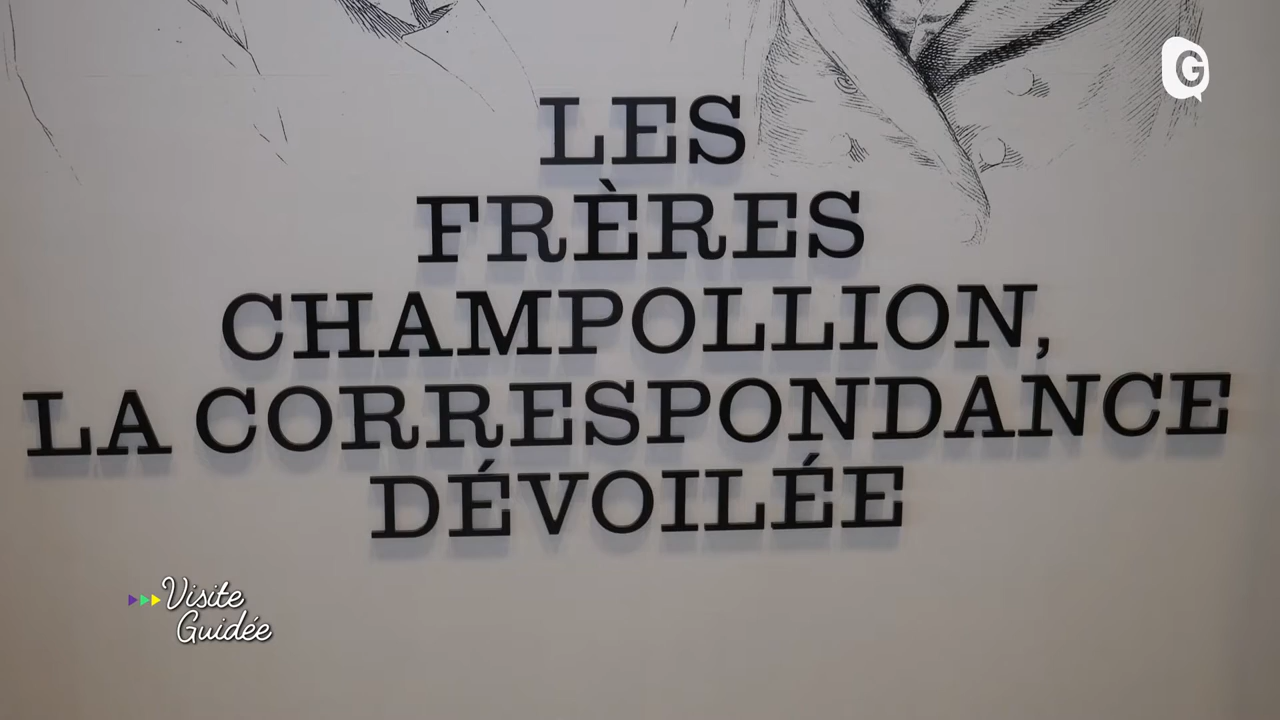 G
LES
FRÈRES
CHAMPOLLION,
LA CORRESPONDANCE
DÉVOILÉE
Visite
Guidée